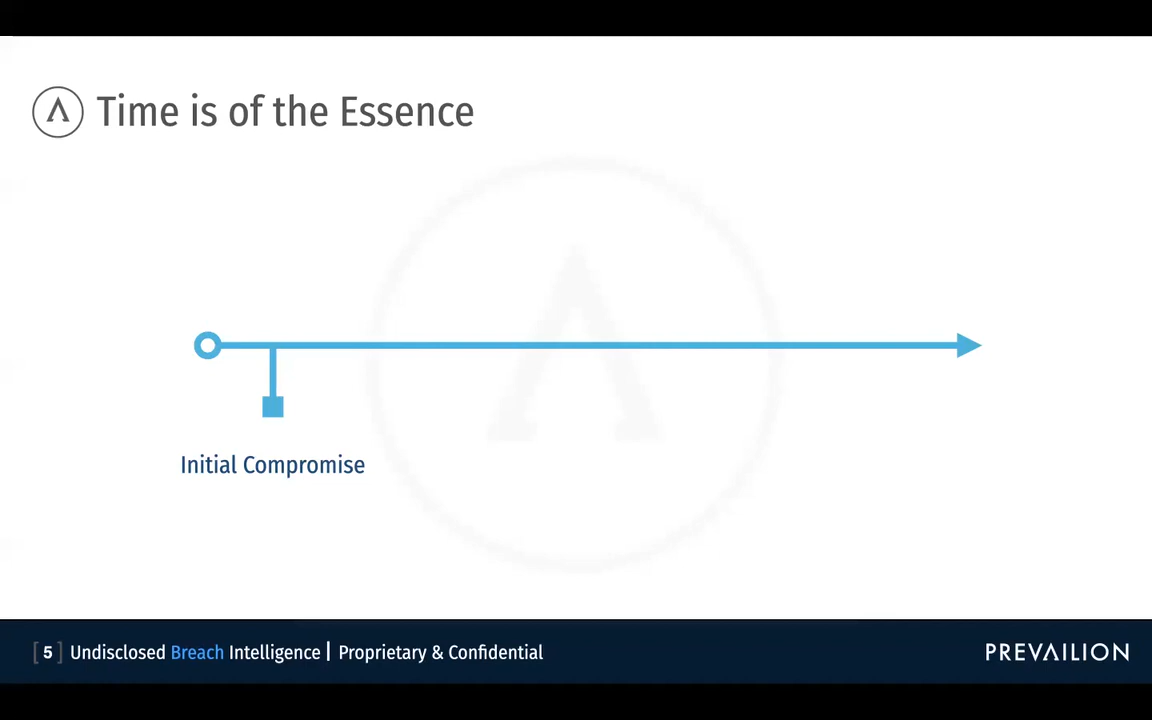 Time is of the Essence
Initial Compromise
[ 5 ] Undisclosed Breach Intelligence | Proprietary & Confidential
PREVAILION